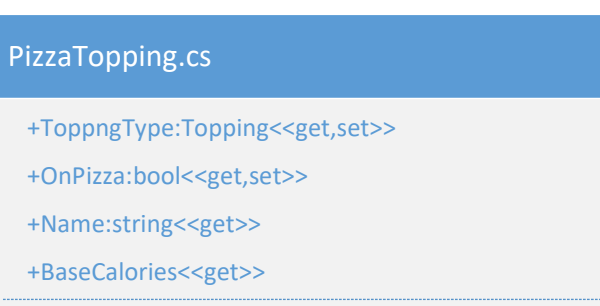 PizzaTopping.cs
+ToppngType:Topping<<get,set>>
+OnPizza:bool<<get,set>>
+Name:string<<get>>
+BaseCalories<<get>>